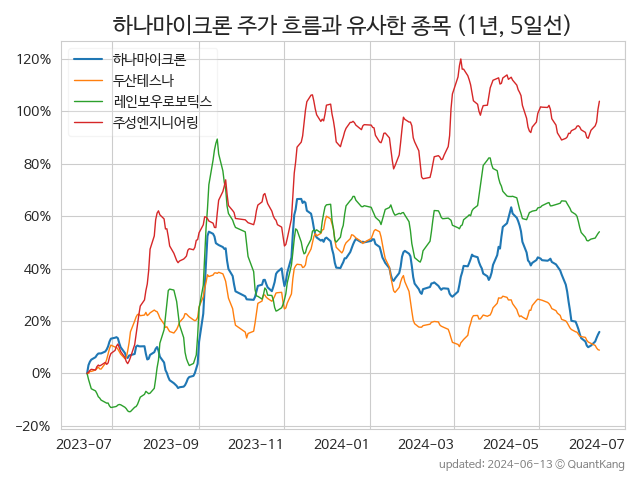 하나마이크론 주가 흐름과 유사한 종목 (1년, 5일선)
하나마이크론
두산테스나
레인보우로보틱스
주성엔지니어링
120%
100%
80%
60%
40%
20%
0%
−20%
2023-07
2023-09
2023-11
2024-01
2024-03
2024-05
2024-07
updated: 2024-06-13 © QuantKang